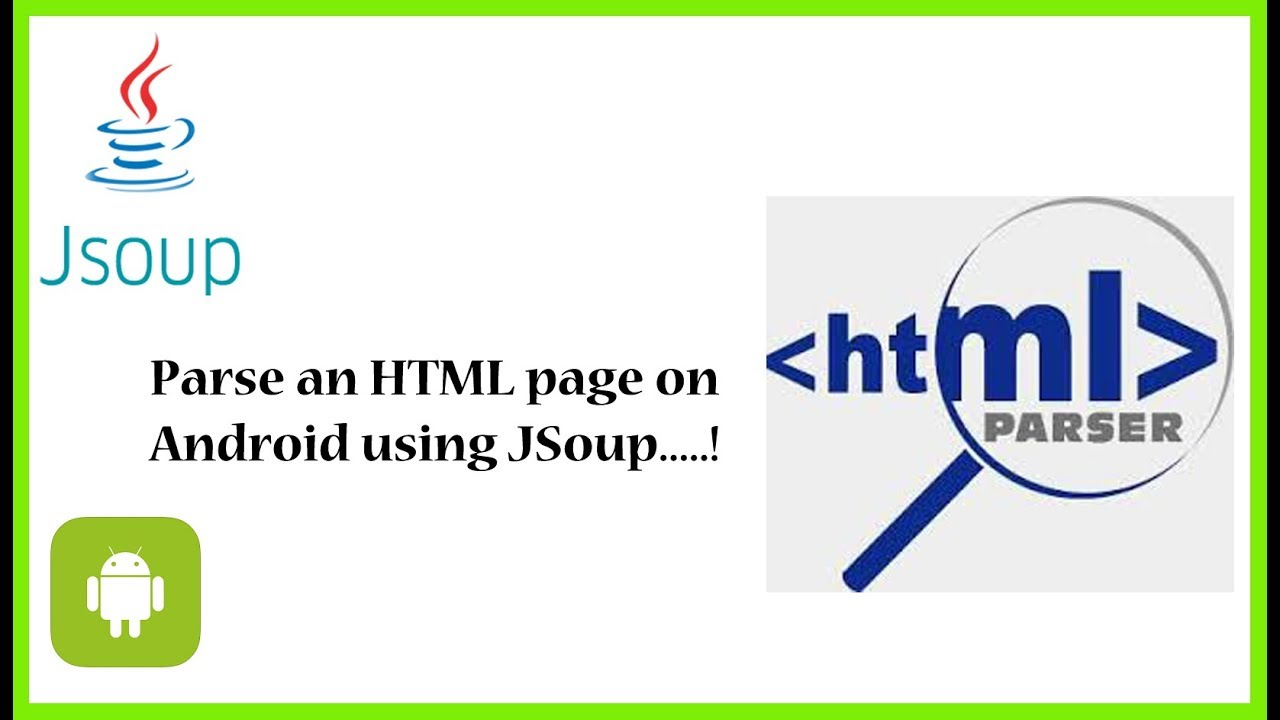 Jsoup
Parse an HTML page on
Android using JSoup.....!
<html>
PARSER